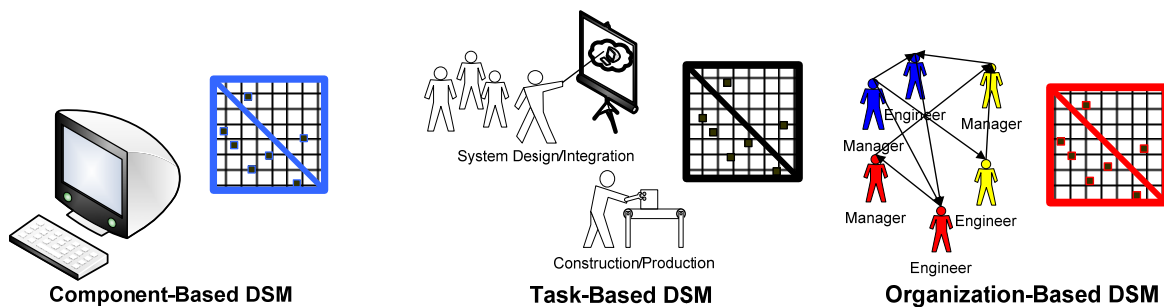 System Design/Integration
Construction/Production
Engineer
Manager
Manager
Manager
Engineer
Engineer
Component-Based DSM
Task-Based DSM
Organization-Based DSM